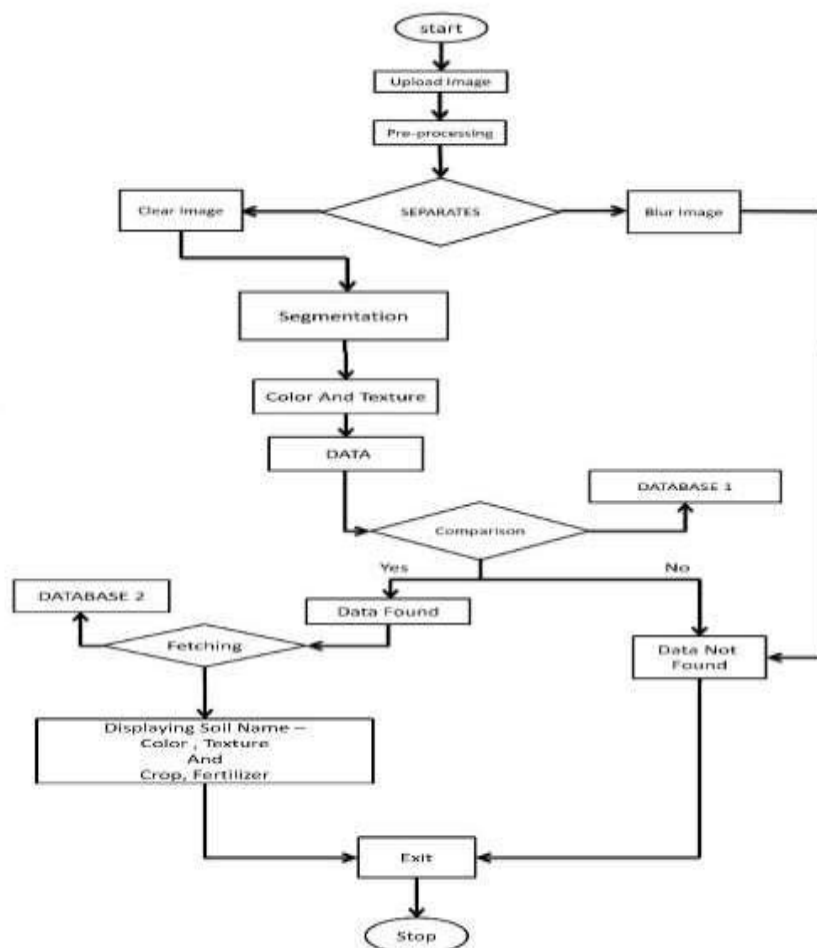 start
Upload Image
Pre-processing
Clear Image
SEPARATES
Blur Image
Segmentation
Color And Texture
DATA
DATABASE 1
Comparison
Yes
No
DATABASE 2
Data Found
Fetching
Data Not
Found
Displaying Soil Name –
Color , Texture
And
Crop, Fertilizer
Exit
Stop